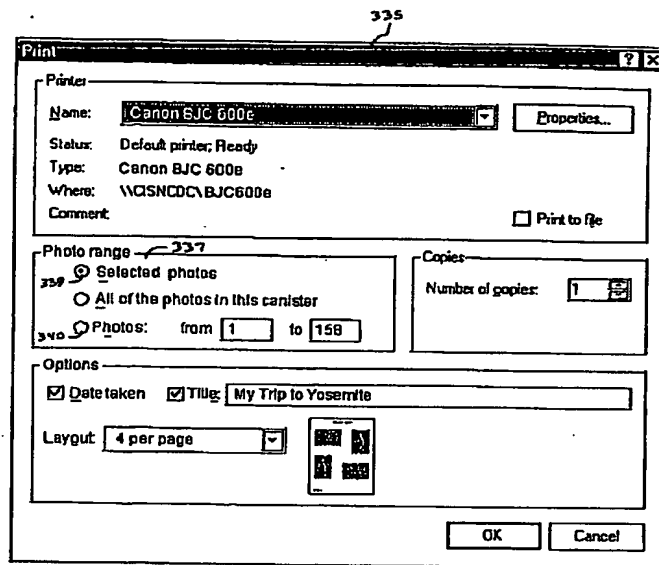 335
Print ? ×
Printer
Name: Canon BJC 600e Properties...
Status: Default printer; Ready
Type: Canon BJC 600e
Where: \\CISNCDC\BJC600e
Comment:
Print to file
Photo range 337 Copies
339 Selected photos
All of the photos in this canister Number of copies: 1
340 Photos: from 1 to 158
Options
Date taken Title: My Trip to Yosemite
Layout: 4 per page
OK Cancel